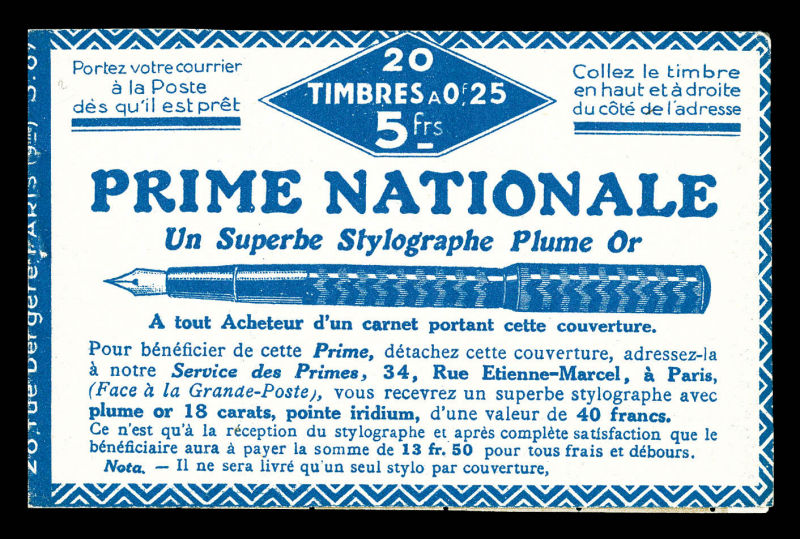 Portez votre courrier
à la Poste
dès qu'il est prêt
20
TIMBRES A 0f,25
5 frs
Collez le timbre
en haut et à droite
du côté de l'adresse
PRIME NATIONALE
Un Superbe Stylographe Plume Or
A tout Acheteur d'un carnet portant cette couverture.
Pour bénéficier de cette Prime, détachez cette couverture, adressez-la
à notre Service des Primes, 34, Rue Etienne-Marcel, à Paris,
(Face à la Grande-Poste), vous recevrez un superbe stylographe avec
plume or 18 carats, pointe iridium, d'une valeur de 40 francs.
Ce n'est qu'à la réception du stylographe et après complète satisfaction que le
bénéficiaire aura à payer la somme de 13 fr. 50 pour tous frais et débours.
Nota. — Il ne sera livré qu'un seul stylo par couverture,
rue Bergère, PARIS